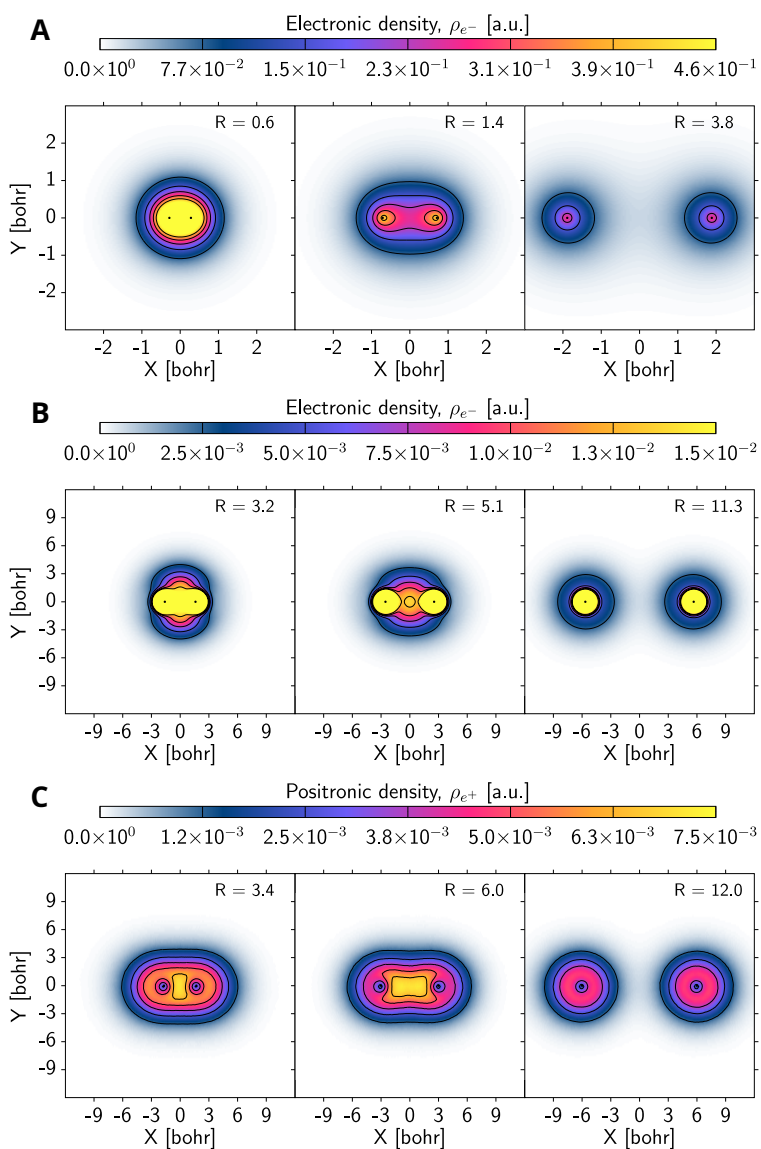 A
Electronic density, ρe− [a.u.]
0.0×10⁰ 7.7×10⁻² 1.5×10⁻¹ 2.3×10⁻¹ 3.1×10⁻¹ 3.9×10⁻¹ 4.6×10⁻¹
R = 0.6 R = 1.4 R = 3.8
2
1
0
-1
-2
Y [bohr]
-2 -1 0 1 2 -2 -1 0 1 2 -2 -1 0 1 2
X [bohr] X [bohr] X [bohr]
B
Electronic density, ρe− [a.u.]
0.0×10⁰ 2.5×10⁻³ 5.0×10⁻³ 7.5×10⁻³ 1.0×10⁻² 1.3×10⁻² 1.5×10⁻²
R = 3.2 R = 5.1 R = 11.3
9
6
3
0
-3
-6
-9
Y [bohr]
-9 -6 -3 0 3 6 9 -9 -6 -3 0 3 6 9 -9 -6 -3 0 3 6 9
X [bohr] X [bohr] X [bohr]
C
Positronic density, ρe+ [a.u.]
0.0×10⁰ 1.2×10⁻³ 2.5×10⁻³ 3.8×10⁻³ 5.0×10⁻³ 6.3×10⁻³ 7.5×10⁻³
R = 3.4 R = 6.0 R = 12.0
9
6
3
0
-3
-6
-9
Y [bohr]
-9 -6 -3 0 3 6 9 -9 -6 -3 0 3 6 9 -9 -6 -3 0 3 6 9
X [bohr] X [bohr] X [bohr]